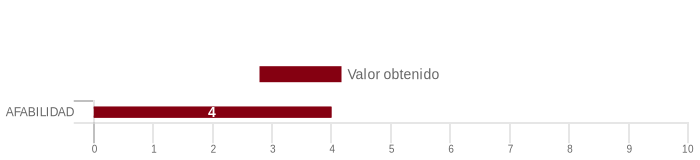 Valor obtenido
AFABILIDAD 4
0 1 2 3 4 5 6 7 8 9 10